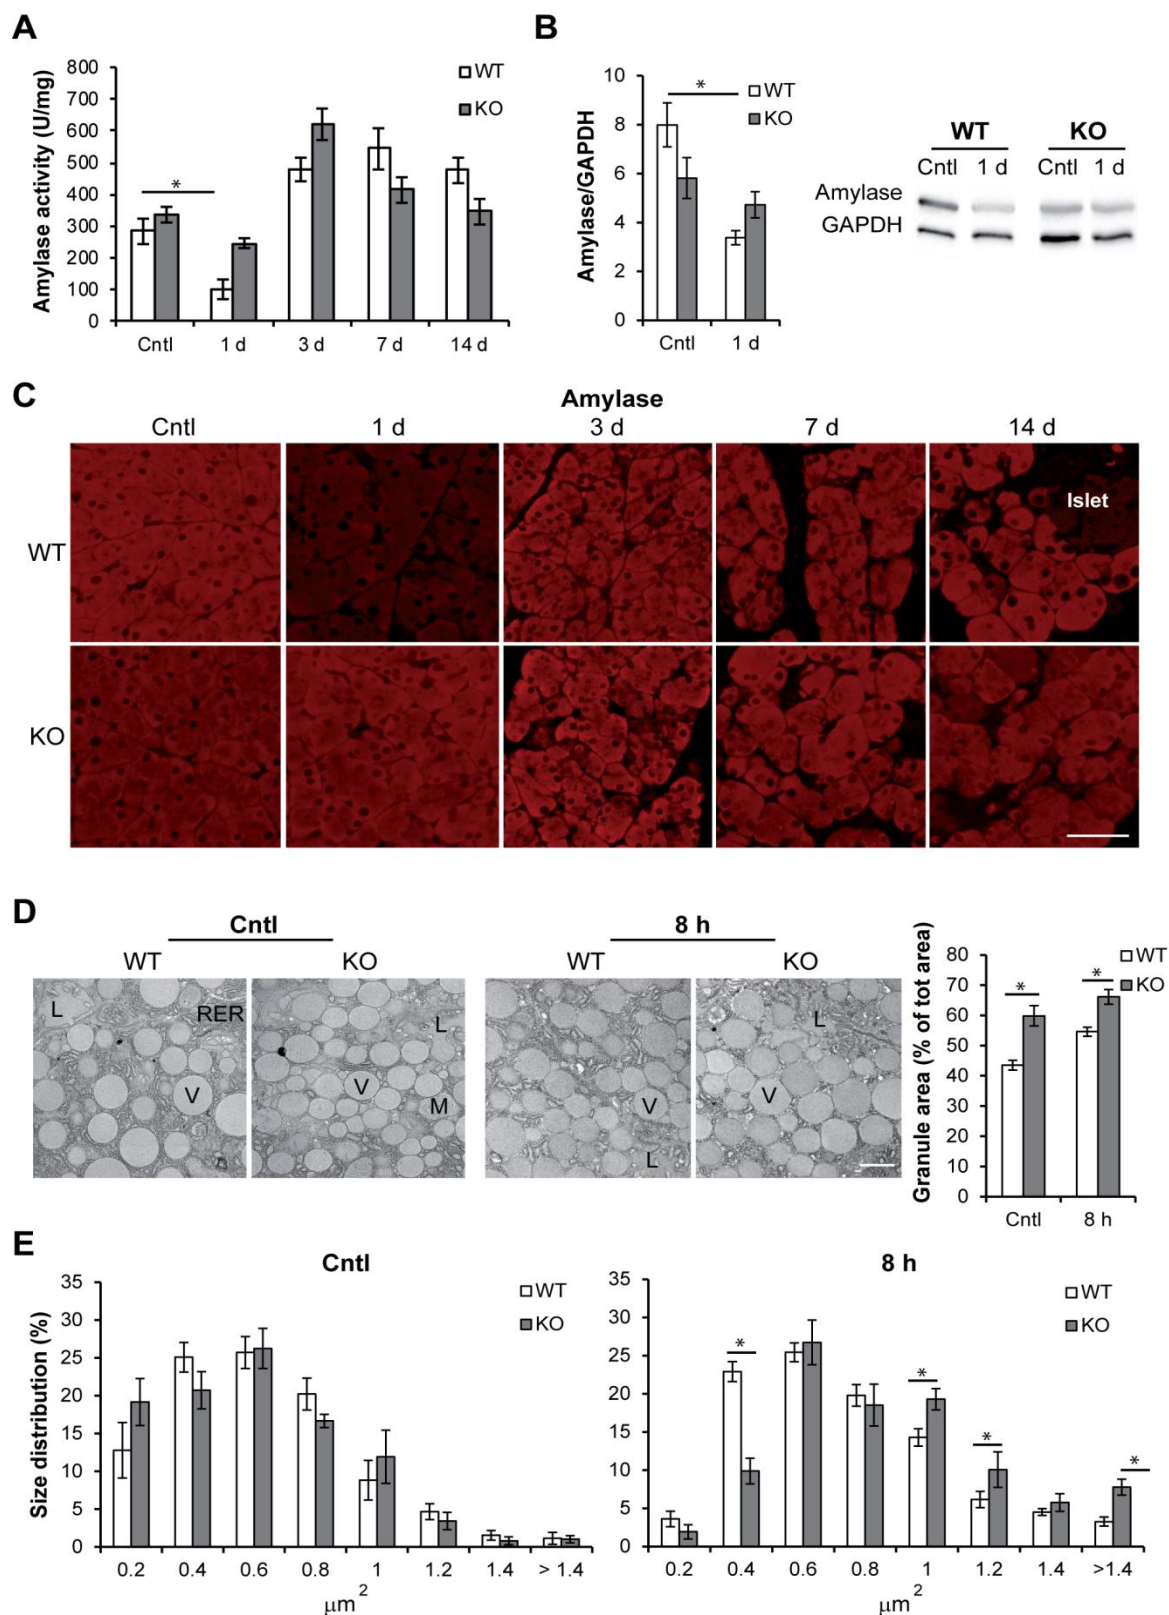 A
Amylase activity (U/mg)
800
700
600
500
400
300
200
100
0
WT
KO
*
Cntl 1 d 3 d 7 d 14 d
B
Amylase/GAPDH
10
8
6
4
2
0
*
WT
KO
Cntl 1 d
WT KO
Cntl 1 d Cntl 1 d
Amylase
GAPDH
C
Amylase
Cntl 1 d 3 d 7 d 14 d
WT
Islet
KO
D
Cntl 8 h
WT KO WT KO
L RER V
L V M
V L
L V
Granule area (% of tot area)
80
70
60
50
40
30
20
10
0
WT
KO
* *
Cntl 8 h
E
Cntl
Size distribution (%)
35
30
25
20
15
10
5
0
WT
KO
0.2 0.4 0.6 0.8 1 1.2 1.4 > 1.4
μm2
8 h
35
30
25
20
15
10
5
0
WT
KO
* * * *
0.2 0.4 0.6 0.8 1 1.2 1.4 >1.4
μm2